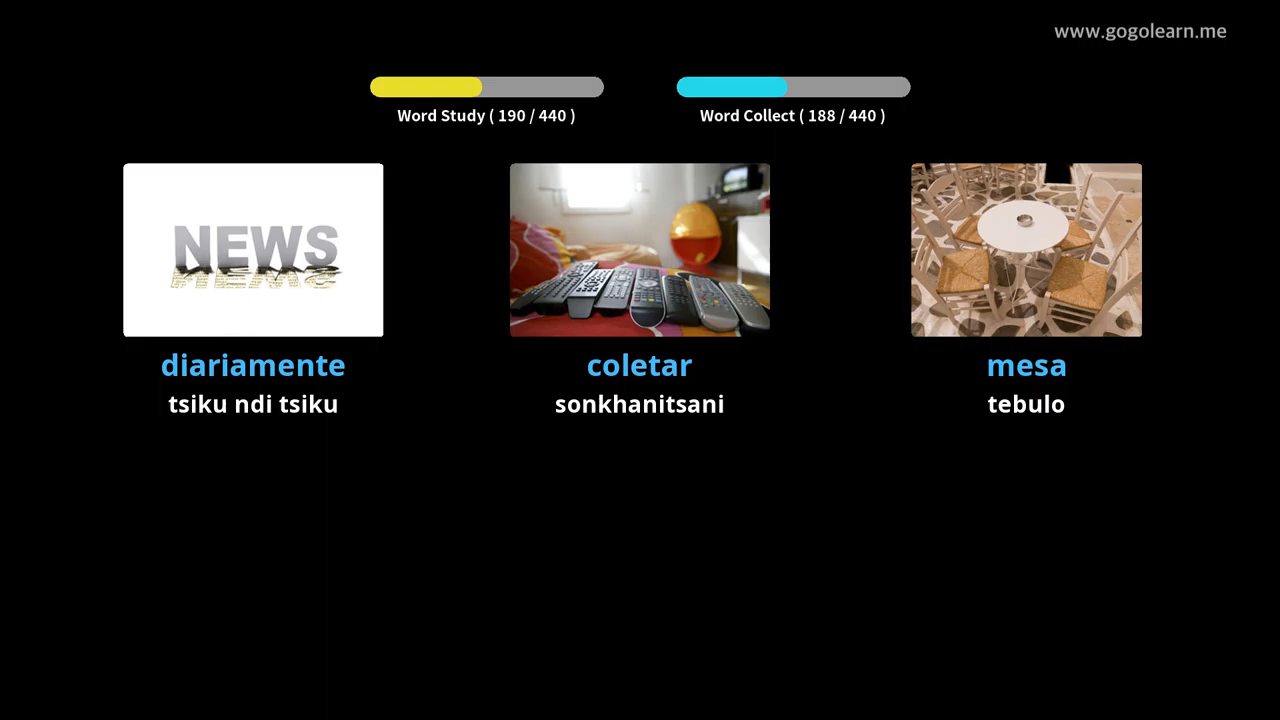 www.gogolearn.me
Word Study ( 190 / 440 )
Word Collect ( 188 / 440 )
NEWS
diariamente
coletar
mesa
tsiku ndi tsiku
sonkhanitsani
tebulo